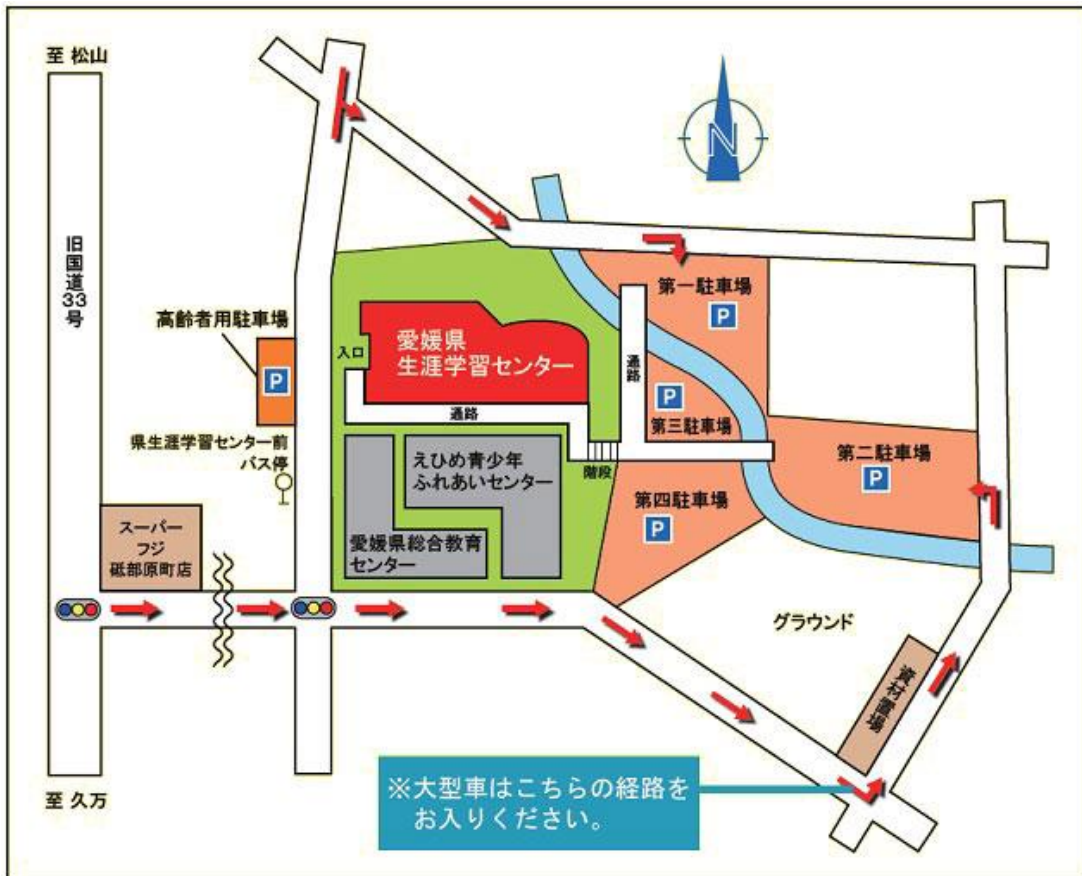 至 松山
旧国道33号
高齢者用駐車場
P
県生涯学習センター前
バス停
スーパー
フジ
砥部原町店
至 久万
N
入口
愛媛県
生涯学習センター
通路
えひめ青少年
ふれあいセンター
愛媛県総合教育
センター
階段
通路
第一駐車場
P
P
第三駐車場
第二駐車場
P
第四駐車場
P
グラウンド
資材置場
※大型車はこちらの経路を
お入りください。